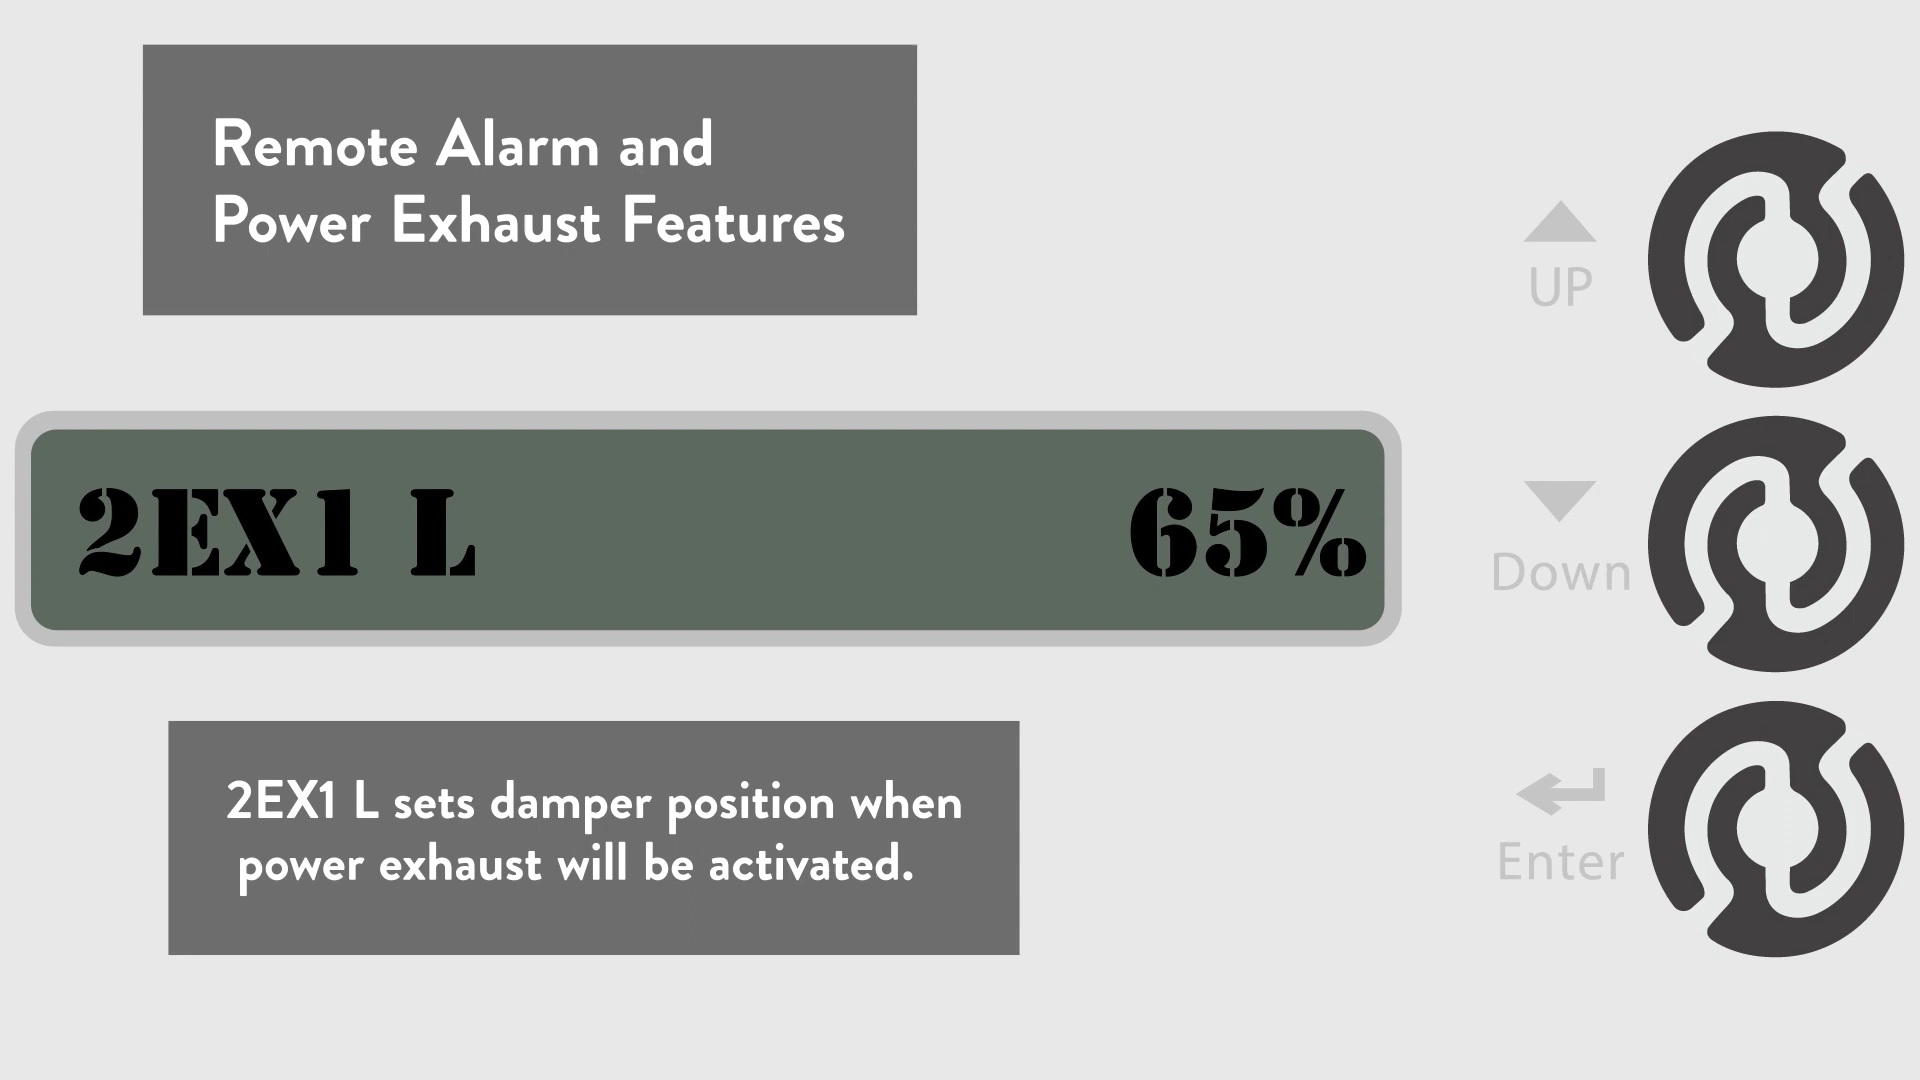 Remote Alarm and
Power Exhaust Features
UP
2EX1 L 65%
Down
2EX1 L sets damper position when
power exhaust will be activated.
Enter